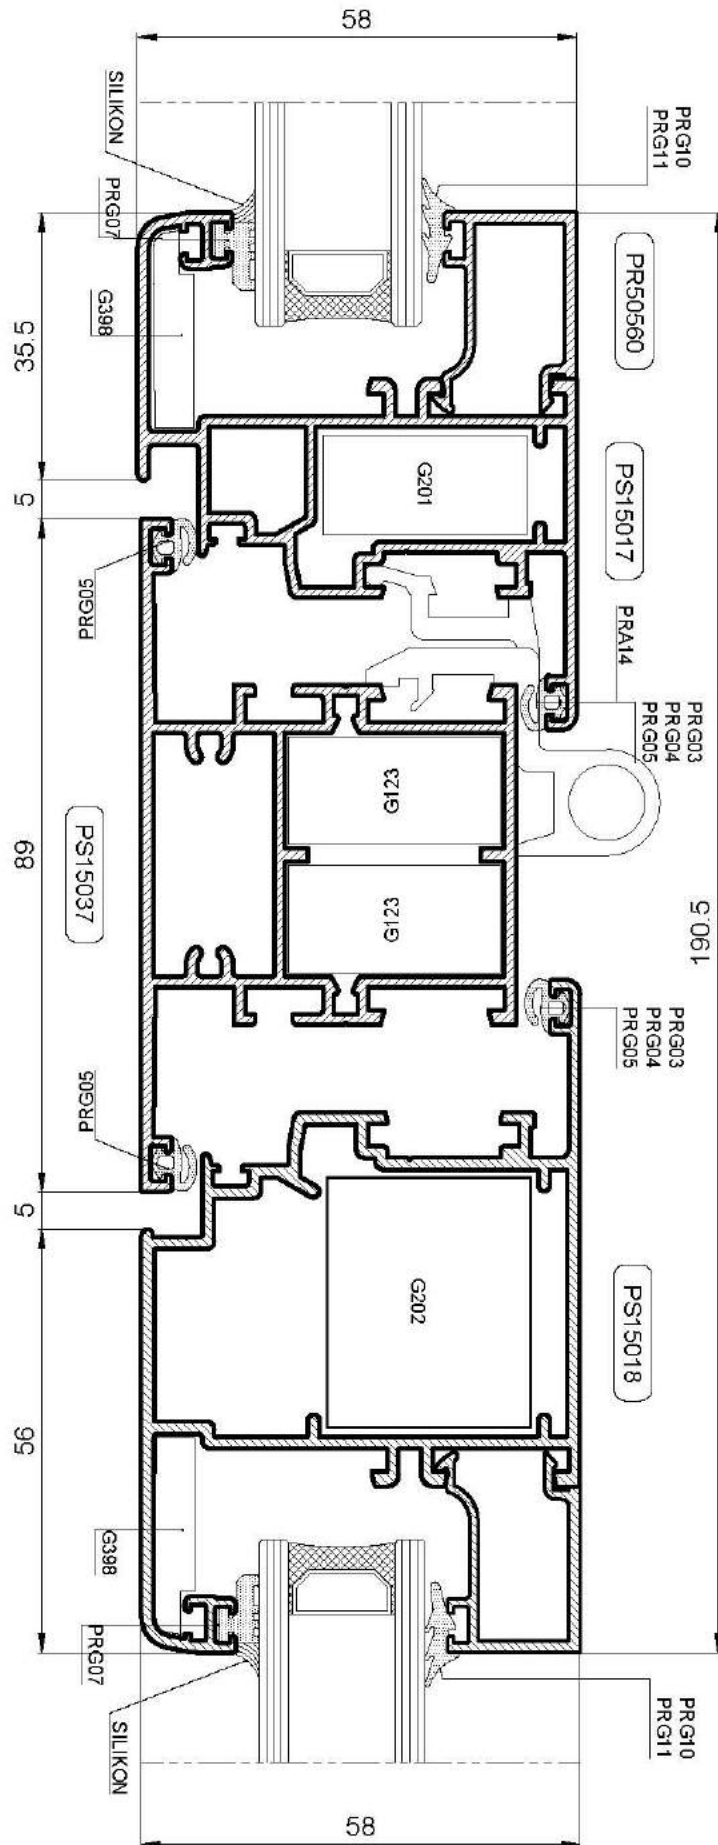 58
SILIKON
PRG10
PRG11
PRG07
G398
PR50560
35.5
5
G201
PS15017
PRG05
PRA14
PRG03
PRG04
PRG05
G123
89
PS15037
G123
190.5
PRG03
PRG04
PRG05
PRG05
5
G202
PS15018
56
G398
PRG07
SILIKON
PRG10
PRG11
58